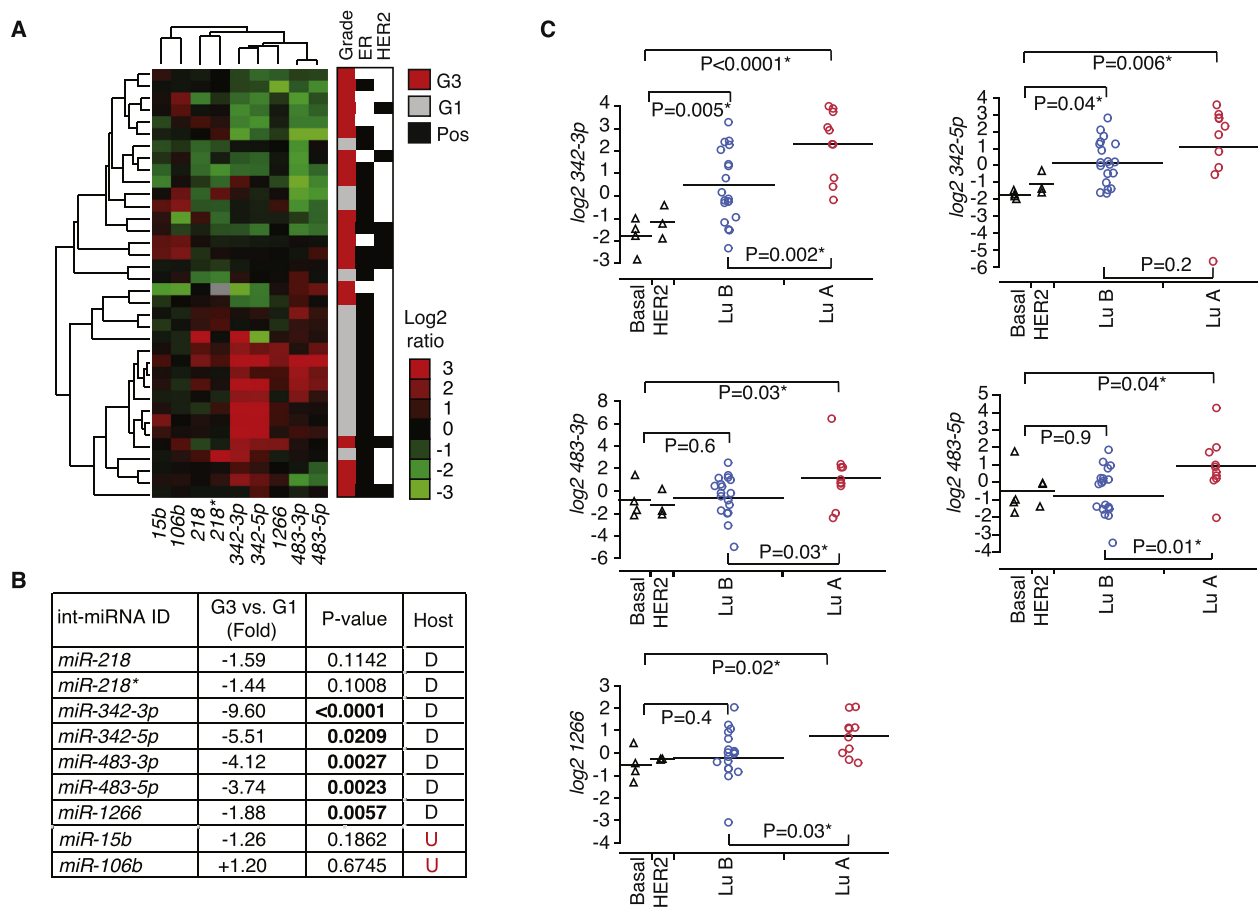 A
Grade
ER
HER2
G3
G1
Pos
Log2
ratio
3
2
1
-1
-2
-3
15b
106b
218
218*
342-3p
342-5p
1266
483-3p
483-5p
B
int-miRNA ID G3 vs. G1 (Fold) P-value Host
miR-218 -1.59 0.1142 D
miR-218* -1.44 0.1008 D
miR-342-3p -9.60 <0.0001 D
miR-342-5p -5.51 0.0209 D
miR-483-3p -4.12 0.0027 D
miR-483-5p -3.74 0.0023 D
miR-1266 -1.88 0.0057 D
miR-15b -1.26 0.1862 U
miR-106b +1.20 0.6745 U
C
P<0.0001*
P=0.005*
log2 342-3p
4
3
2
1
0
-1
-2
-3
P=0.002*
Basal
HER2
Lu B
Lu A
P=0.006*
P=0.04*
log2 342-5p
4
3
2
1
0
-1
-2
-3
-4
-5
-6
P=0.2
Basal
HER2
Lu B
Lu A
P=0.03*
P=0.6
log2 483-3p
8
6
4
2
0
-2
-4
-6
P=0.03*
Basal
HER2
Lu B
Lu A
P=0.04*
P=0.9
log2 483-5p
5
4
3
2
1
0
-1
-2
-3
-4
P=0.01*
Basal
HER2
Lu B
Lu A
P=0.02*
P=0.4
log2 1266
3
2
1
0
-1
-2
-3
-4
P=0.03*
Basal
HER2
Lu B
Lu A